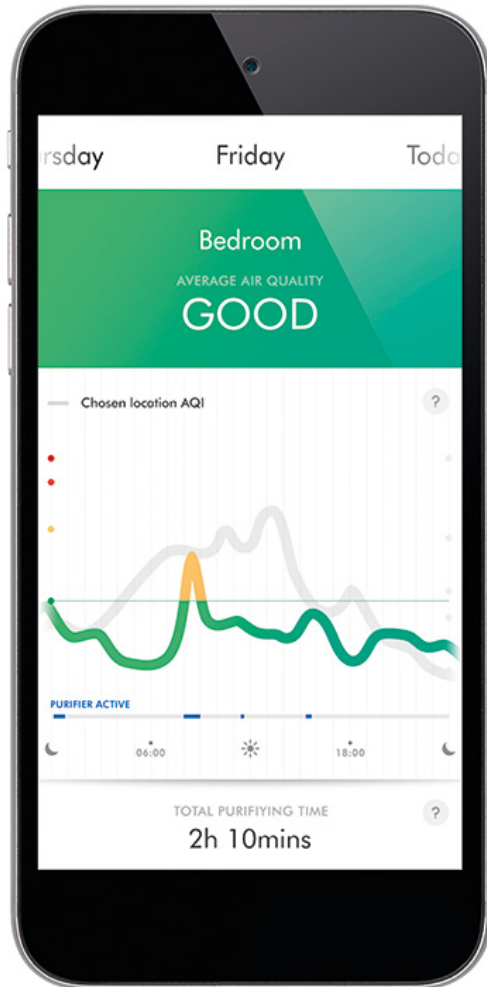 rsday Friday Toda
Bedroom
AVERAGE AIR QUALITY
GOOD
Chosen location AQI ?
PURIFIER ACTIVE
06:00 18:00
TOTAL PURIFIYING TIME ?
2h 10mins